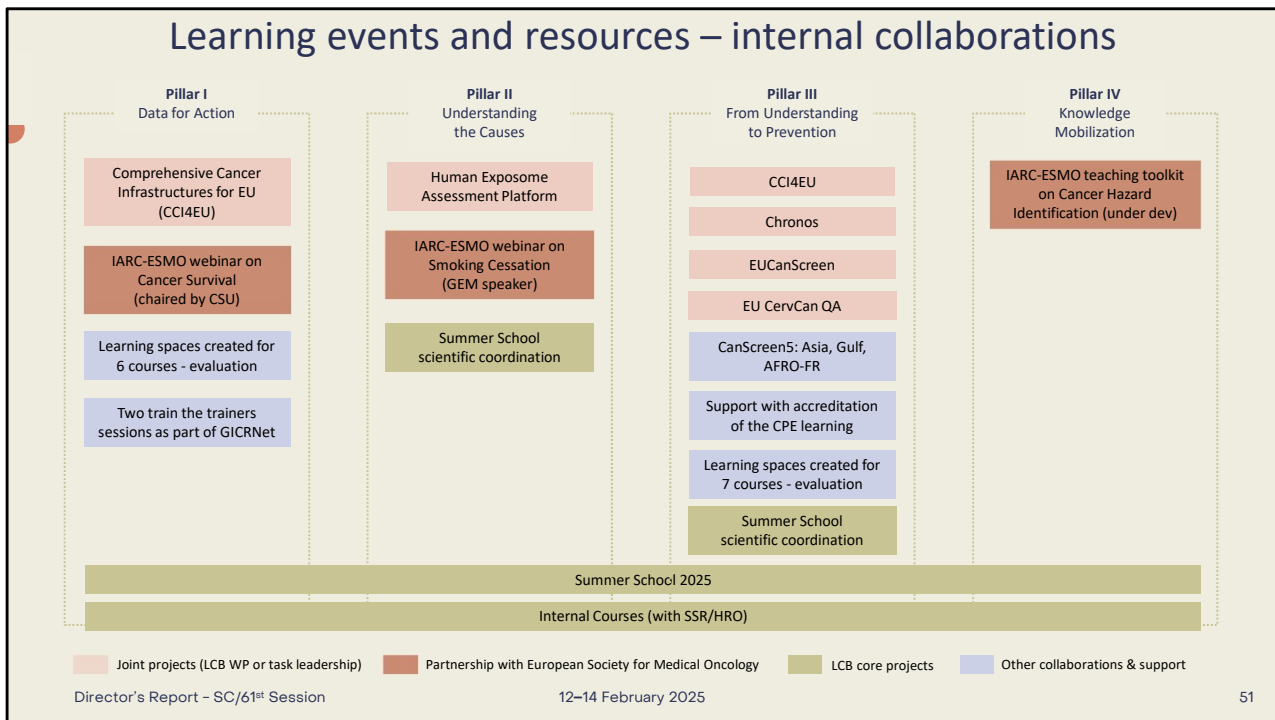 Learning events and resources – internal collaborations
Pillar I
Data for Action
Comprehensive Cancer
Infrastructures for EU
(CCI4EU)
IARC-ESMO webinar on
Cancer Survival
(chaired by CSU)
Learning spaces created for
6 courses - evaluation
Two train the trainers
sessions as part of GICRNet
Pillar II
Understanding
the Causes
Human Exposome
Assessment Platform
IARC-ESMO webinar on
Smoking Cessation
(GEM speaker)
Summer School
scientific coordination
Pillar III
From Understanding
to Prevention
CCI4EU
Chronos
EUCanScreen
EU CervCan QA
CanScreen5: Asia, Gulf,
AFRO-FR
Support with accreditation
of the CPE learning
Learning spaces created for
7 courses - evaluation
Summer School
scientific coordination
Pillar IV
Knowledge
Mobilization
IARC-ESMO teaching toolkit
on Cancer Hazard
Identification (under dev)
Summer School 2025
Internal Courses (with SSR/HRO)
Joint projects (LCB WP or task leadership)
Partnership with European Society for Medical Oncology
LCB core projects
Other collaborations & support
Director's Report – SC/61st Session
12–14 February 2025
51